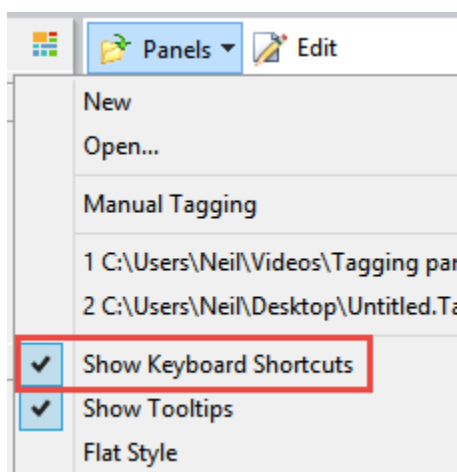 Panels Edit
New
Open...
Manual Tagging
1 C:\Users\Neil\Videos\Tagging
2 C:\Users\Neil\Desktop\Untitled.Ta
Show Keyboard Shortcuts
Show Tooltips
Flat Style